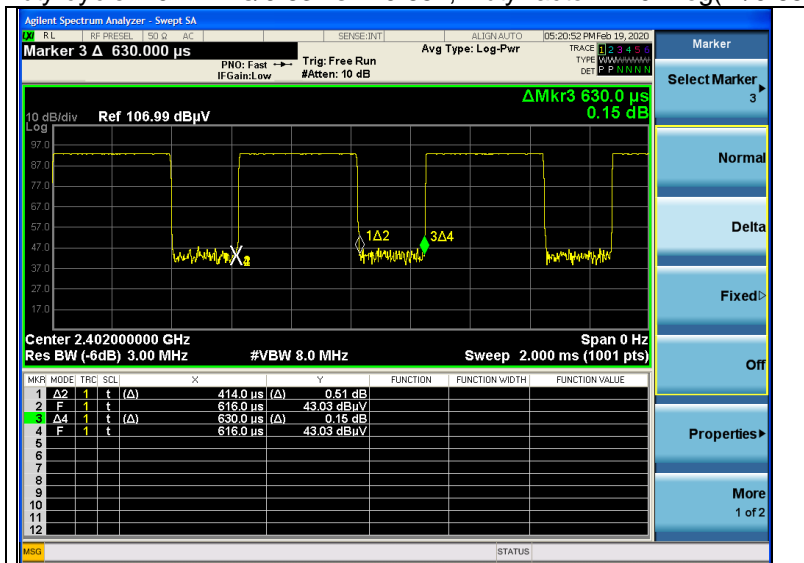 Agilent Spectrum Analyzer - Swept SA
LXI RL RF PRESEL 50 Ω AC SENSE:INT ALIGN AUTO 05:20:52 PM Feb 19, 2020
Marker 3 Δ 630.000 µs
PNO: Fast
IFGain:Low
Trig: Free Run
#Atten: 10 dB
Avg Type: Log-Pwr
TRACE 1 2 3 4 5 6
TYPE
DET P P N N N N
ΔMkr3 630.0 µs
0.15 dB
10 dB/div Ref 106.99 dBµV
Log
97.0
87.0
77.0
67.0
57.0
47.0
37.0
27.0
17.0
1Δ2
3Δ4
X
Center 2.402000000 GHz
Span 0 Hz
Res BW (-6dB) 3.00 MHz #VBW 8.0 MHz Sweep 2.000 ms (1001 pts)
MKR MODE TRC SCL X Y FUNCTION FUNCTION WIDTH FUNCTION VALUE
1 Δ2 1 t (Δ) 414.0 µs (Δ) 0.51 dB
2 F 1 t 616.0 µs 43.03 dBµV
3 Δ4 1 t (Δ) 630.0 µs (Δ) 0.15 dB
4 F 1 t 616.0 µs 43.03 dBµV
5
6
7
8
9
10
11
12
MSG STATUS
Marker
Select Marker
3
Normal
Delta
Fixed
Off
Properties
More
1 of 2